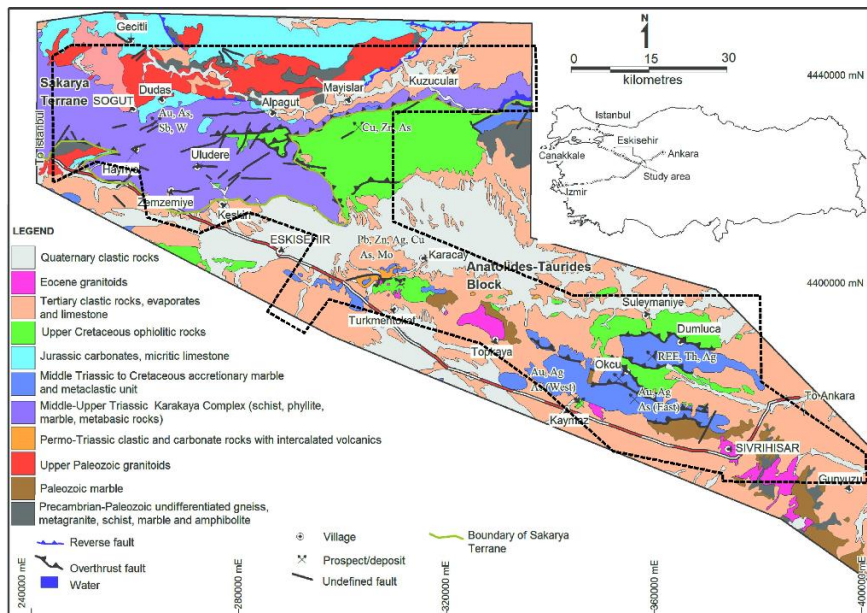 Gecitli
N
0 15 30
kilometres
4440000 mN
Sakarya
Terrane
SOGUT
Dudas
Alpagut
Mayislar
Kuzucular
Au, As,
Sb, W
Cu, Zn, As
To Istanbul
Uludere
Hayriye
Zemzemiye
Keskin
Istanbul
Eskisehir
Canakkale
Ankara
Study area
Izmir
LEGEND
Quaternary clastic rocks
Eocene granitoids
Tertiary clastic rocks, evaporites
and limestone
Upper Cretaceous ophiolitic rocks
Jurassic carbonates, micritic limestone
Middle Triassic to Cretaceous accretionary marble
and metaclastic unit
Middle-Upper Triassic Karakaya Complex (schist, phyllite,
marble, metabasic rocks)
Permo-Triassic clastic and carbonate rocks with intercalated volcanics
Upper Paleozoic granitoids
Paleozoic marble
Precambrian-Paleozoic undifferentiated gneiss,
metagranite, schist, marble and amphibolite
Reverse fault
Overthrust fault
Water
Village
Prospect/deposit
Undefined fault
Boundary of Sakarya
Terrane
ESKISEHIR
Pb, Zn, Ag, Cu
As, Mo
Karacay
Anatolides-Taurides
Block
4400000 mN
Turkmentokat
Topkaya
Suleymaniye
Dumluca
REE, Th, Ag
Okcu
Au, Ag
As (West)
Au, Ag
As (East)
Kaymaz
To Ankara
SIVRIHISAR
Gunyuzu
240000 mE
280000 mE
320000 mE
360000 mE
400000 mE